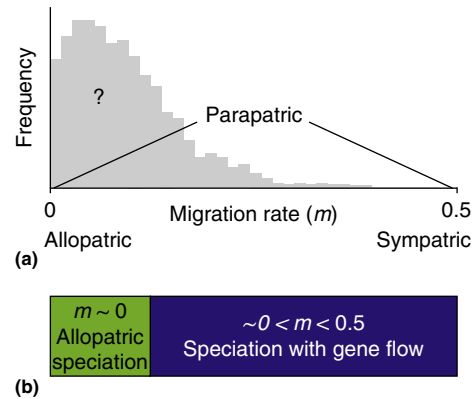 Frequency
?
Parapatric
0
Migration rate (m)
0.5
Allopatric
Sympatric
(a)
m ~ 0
Allopatric
speciation
~0 < m < 0.5
Speciation with gene flow
(b)